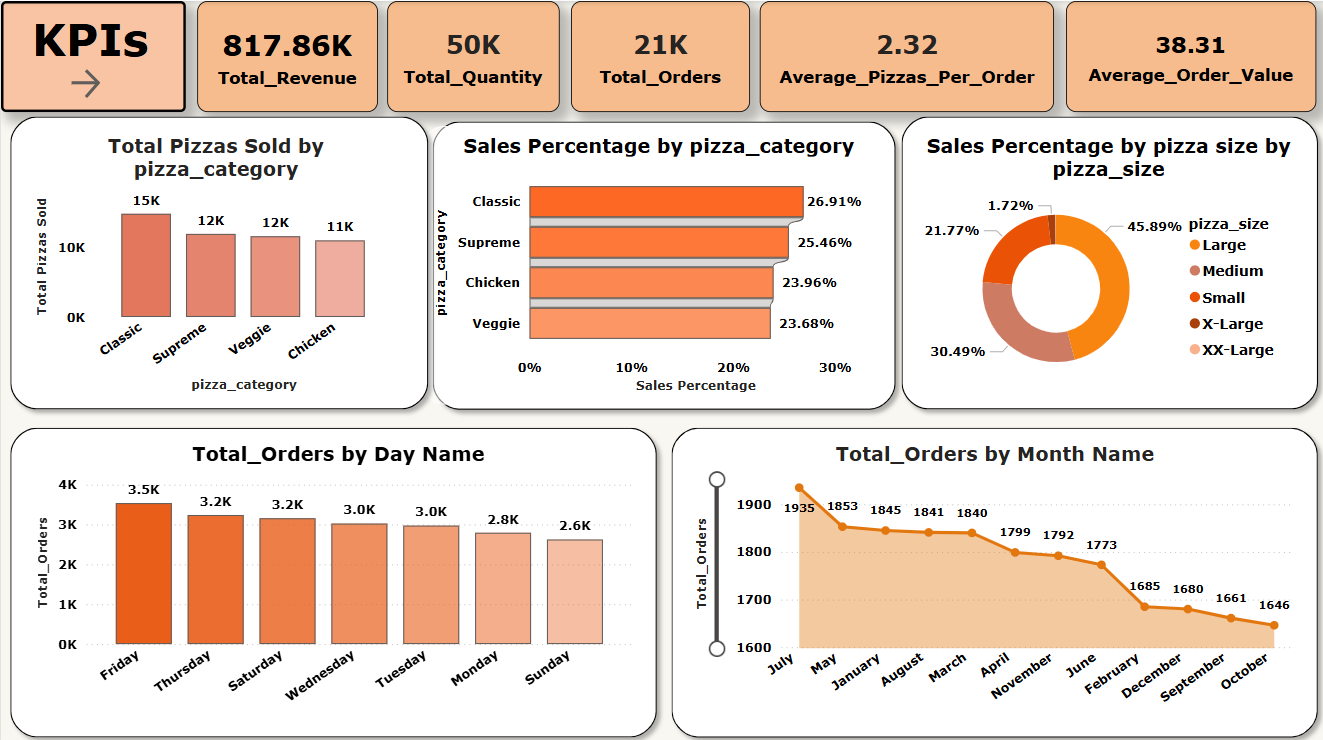 KPIs
817.86K
Total_Revenue
50K
Total_Quantity
21K
Total_Orders
2.32
Average_Pizzas_Per_Order
38.31
Average_Order_Value
Total Pizzas Sold by
pizza_category
Total Pizzas Sold
10K
0K
15K
12K
12K
11K
Classic
Supreme
Veggie
Chicken
pizza_category
Sales Percentage by pizza_category
pizza_category
Classic
26.91%
Supreme
25.46%
Chicken
23.96%
Veggie
23.68%
0%
10%
20%
30%
Sales Percentage
Sales Percentage by pizza size by
pizza_size
1.72%
21.77%
45.89%
30.49%
pizza_size
Large
Medium
Small
X-Large
XX-Large
Total_Orders by Day Name
Total_Orders
4K
3K
2K
1K
0K
3.5K
3.2K
3.2K
3.0K
3.0K
2.8K
2.6K
Friday
Thursday
Saturday
Wednesday
Tuesday
Monday
Sunday
Total_Orders by Month Name
Total_Orders
1900
1800
1700
1600
1935
1853
1845
1841
1840
1799
1792
1773
1685
1680
1661
1646
July
May
January
August
March
April
November
June
February
December
September
October